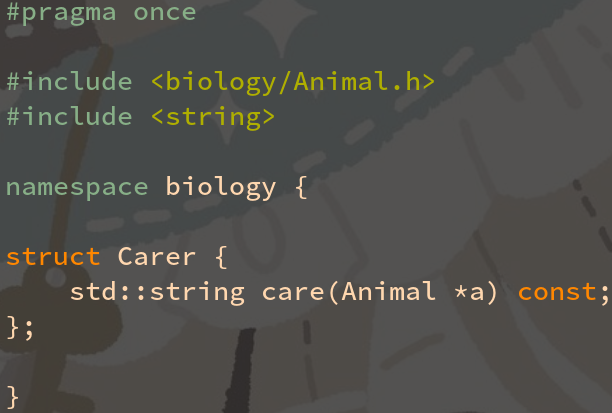 #pragma once

#include <biology/Animal.h>
#include <string>

namespace biology {

struct Carer {
    std::string care(Animal *a) const;
};

}